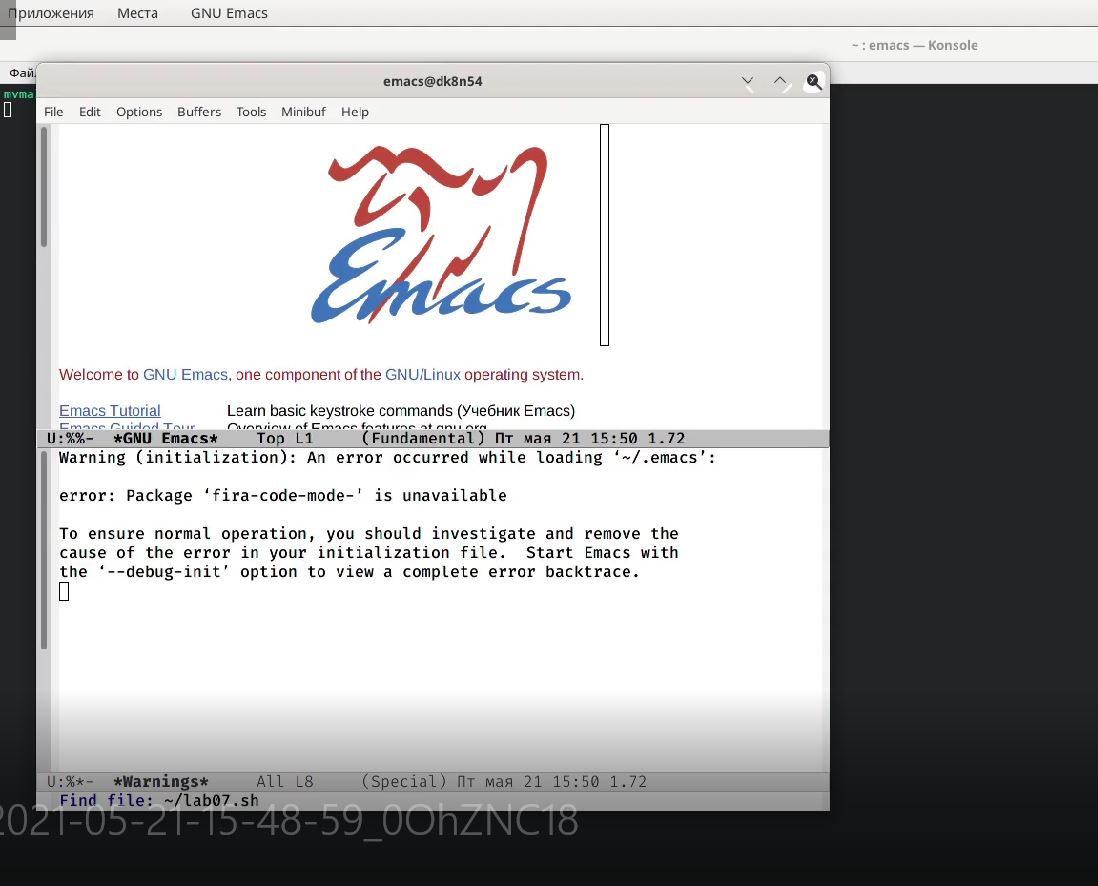 Приложения Места GNU Emacs
~ : emacs — Konsole
Файл
emacs@dk8n54
mvma
File Edit Options Buffers Tools Minibuf Help
Emacs
Welcome to GNU Emacs, one component of the GNU/Linux operating system.
Emacs Tutorial Learn basic keystroke commands (Учебник Emacs)
Emacs Guided Tour Overview of Emacs features at gnu.org
U:%%- *GNU Emacs* Top L1 (Fundamental) Пт мая 21 15:50 1.72
Warning (initialization): An error occurred while loading ‘~/.emacs’:
error: Package ‘fira-code-mode-’ is unavailable
To ensure normal operation, you should investigate and remove the
cause of the error in your initialization file. Start Emacs with
the ‘--debug-init’ option to view a complete error backtrace.
U:%*- *Warnings* All L8 (Special) Пт мая 21 15:50 1.72
Find file: ~/lab07.sh
2021-05-21-15-48-59_0OhZNC18